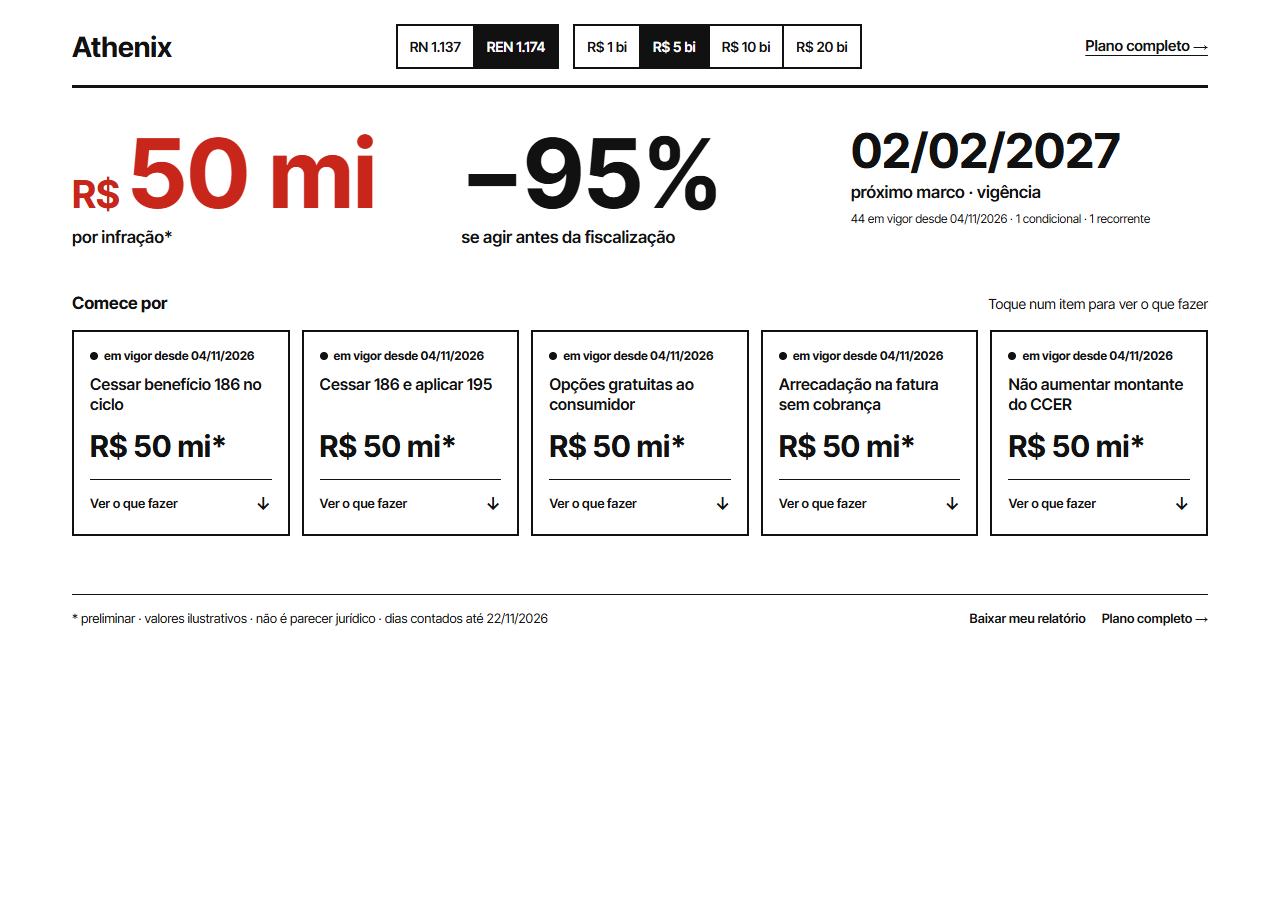 Athenix
RN 1.137
REN 1.174
R$ 1 bi
R$ 5 bi
R$ 10 bi
R$ 20 bi
Plano completo →
R$ 50 mi
por infração*
−95%
se agir antes da fiscalização
02/02/2027
próximo marco · vigência
44 em vigor desde 04/11/2026 · 1 condicional · 1 recorrente
Comece por
Toque num item para ver o que fazer
em vigor desde 04/11/2026
Cessar benefício 186 no
ciclo
R$ 50 mi*
Ver o que fazer ↓
em vigor desde 04/11/2026
Cessar 186 e aplicar 195
R$ 50 mi*
Ver o que fazer ↓
em vigor desde 04/11/2026
Opções gratuitas ao
consumidor
R$ 50 mi*
Ver o que fazer ↓
em vigor desde 04/11/2026
Arrecadação na fatura
sem cobrança
R$ 50 mi*
Ver o que fazer ↓
em vigor desde 04/11/2026
Não aumentar montante
do CCER
R$ 50 mi*
Ver o que fazer ↓
* preliminar · valores ilustrativos · não é parecer jurídico · dias contados até 22/11/2026
Baixar meu relatório
Plano completo →